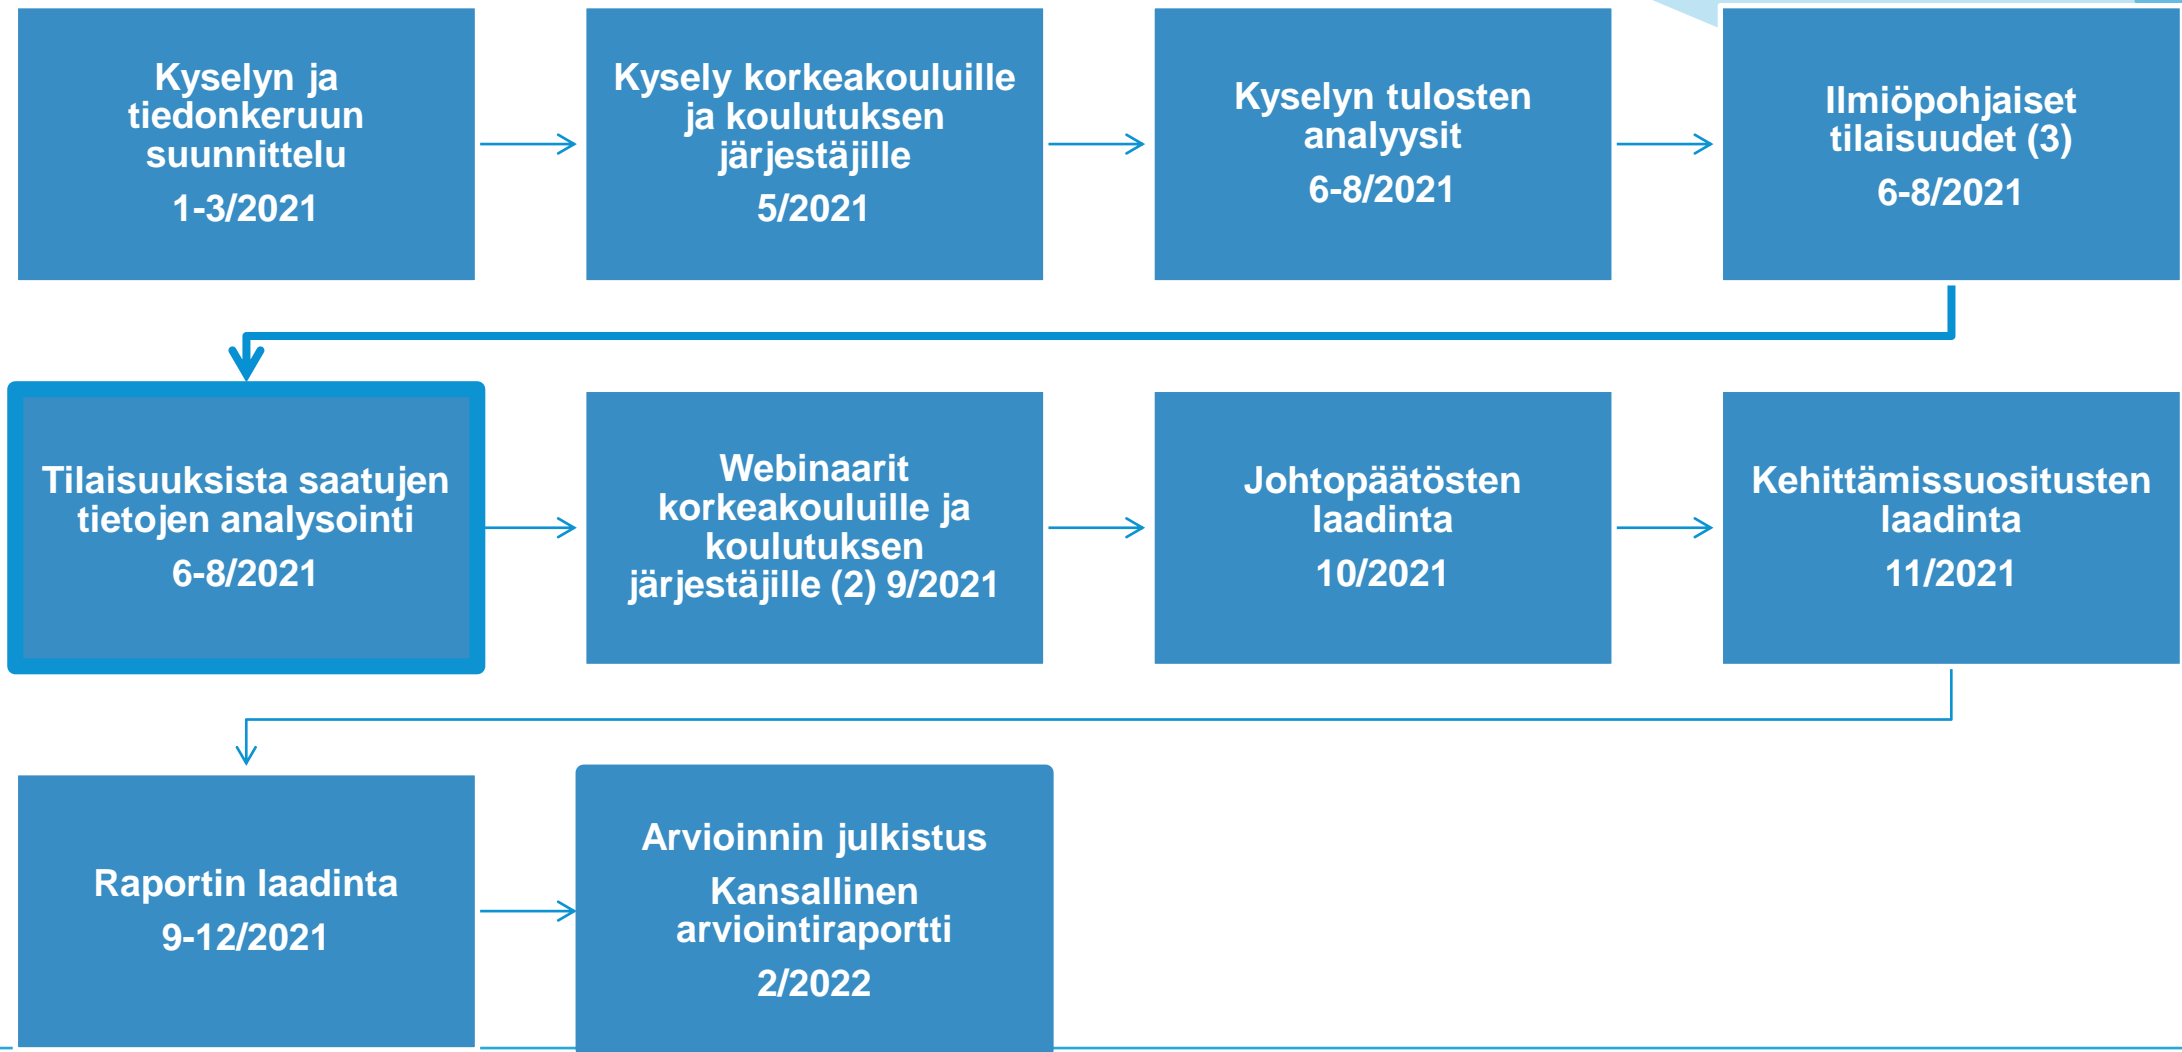 Kyselyn ja
tiedonkeruun
suunnittelu
1-3/2021
Kysely korkeakouluille
ja koulutuksen
järjestäjille
5/2021
Kyselyn tulosten
analyysit
6-8/2021
Ilmiöpohjaiset
tilaisuudet (3)
6-8/2021
Tilaisuuksista saatujen
tietojen analysointi
6-8/2021
Webinaarit
korkeakouluille ja
koulutuksen
järjestäjille (2) 9/2021
Johtopäätösten
laadinta
10/2021
Kehittämissuositusten
laadinta
11/2021
Raportin laadinta
9-12/2021
Arvioinnin julkistus
Kansallinen
arviointiraportti
2/2022